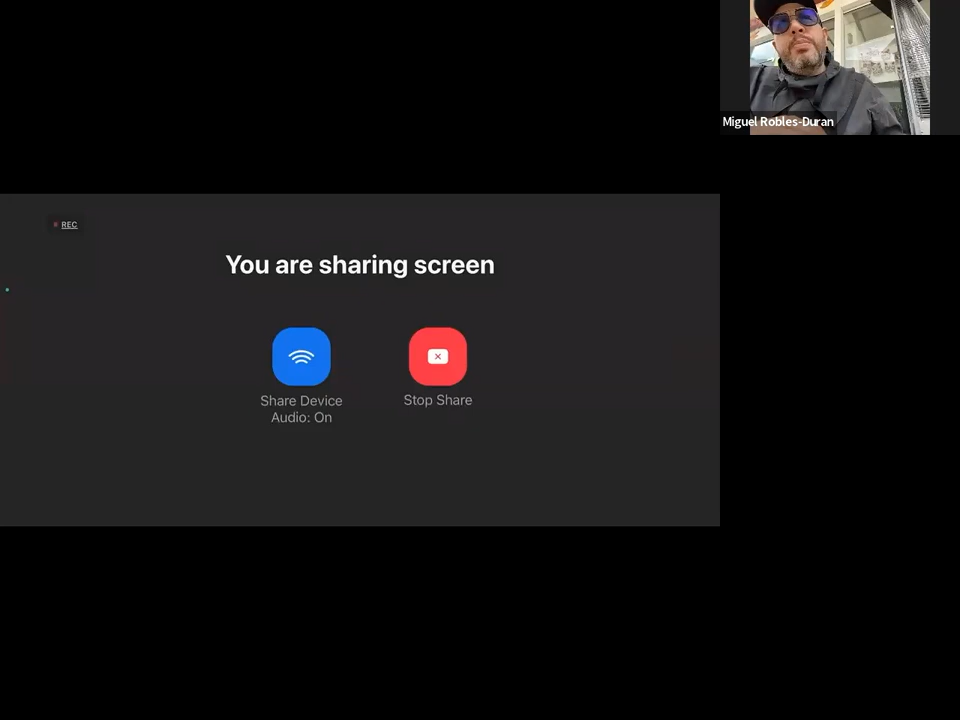 Miguel Robles-Duran
REC
You are sharing screen
Share Device
Audio: On
Stop Share